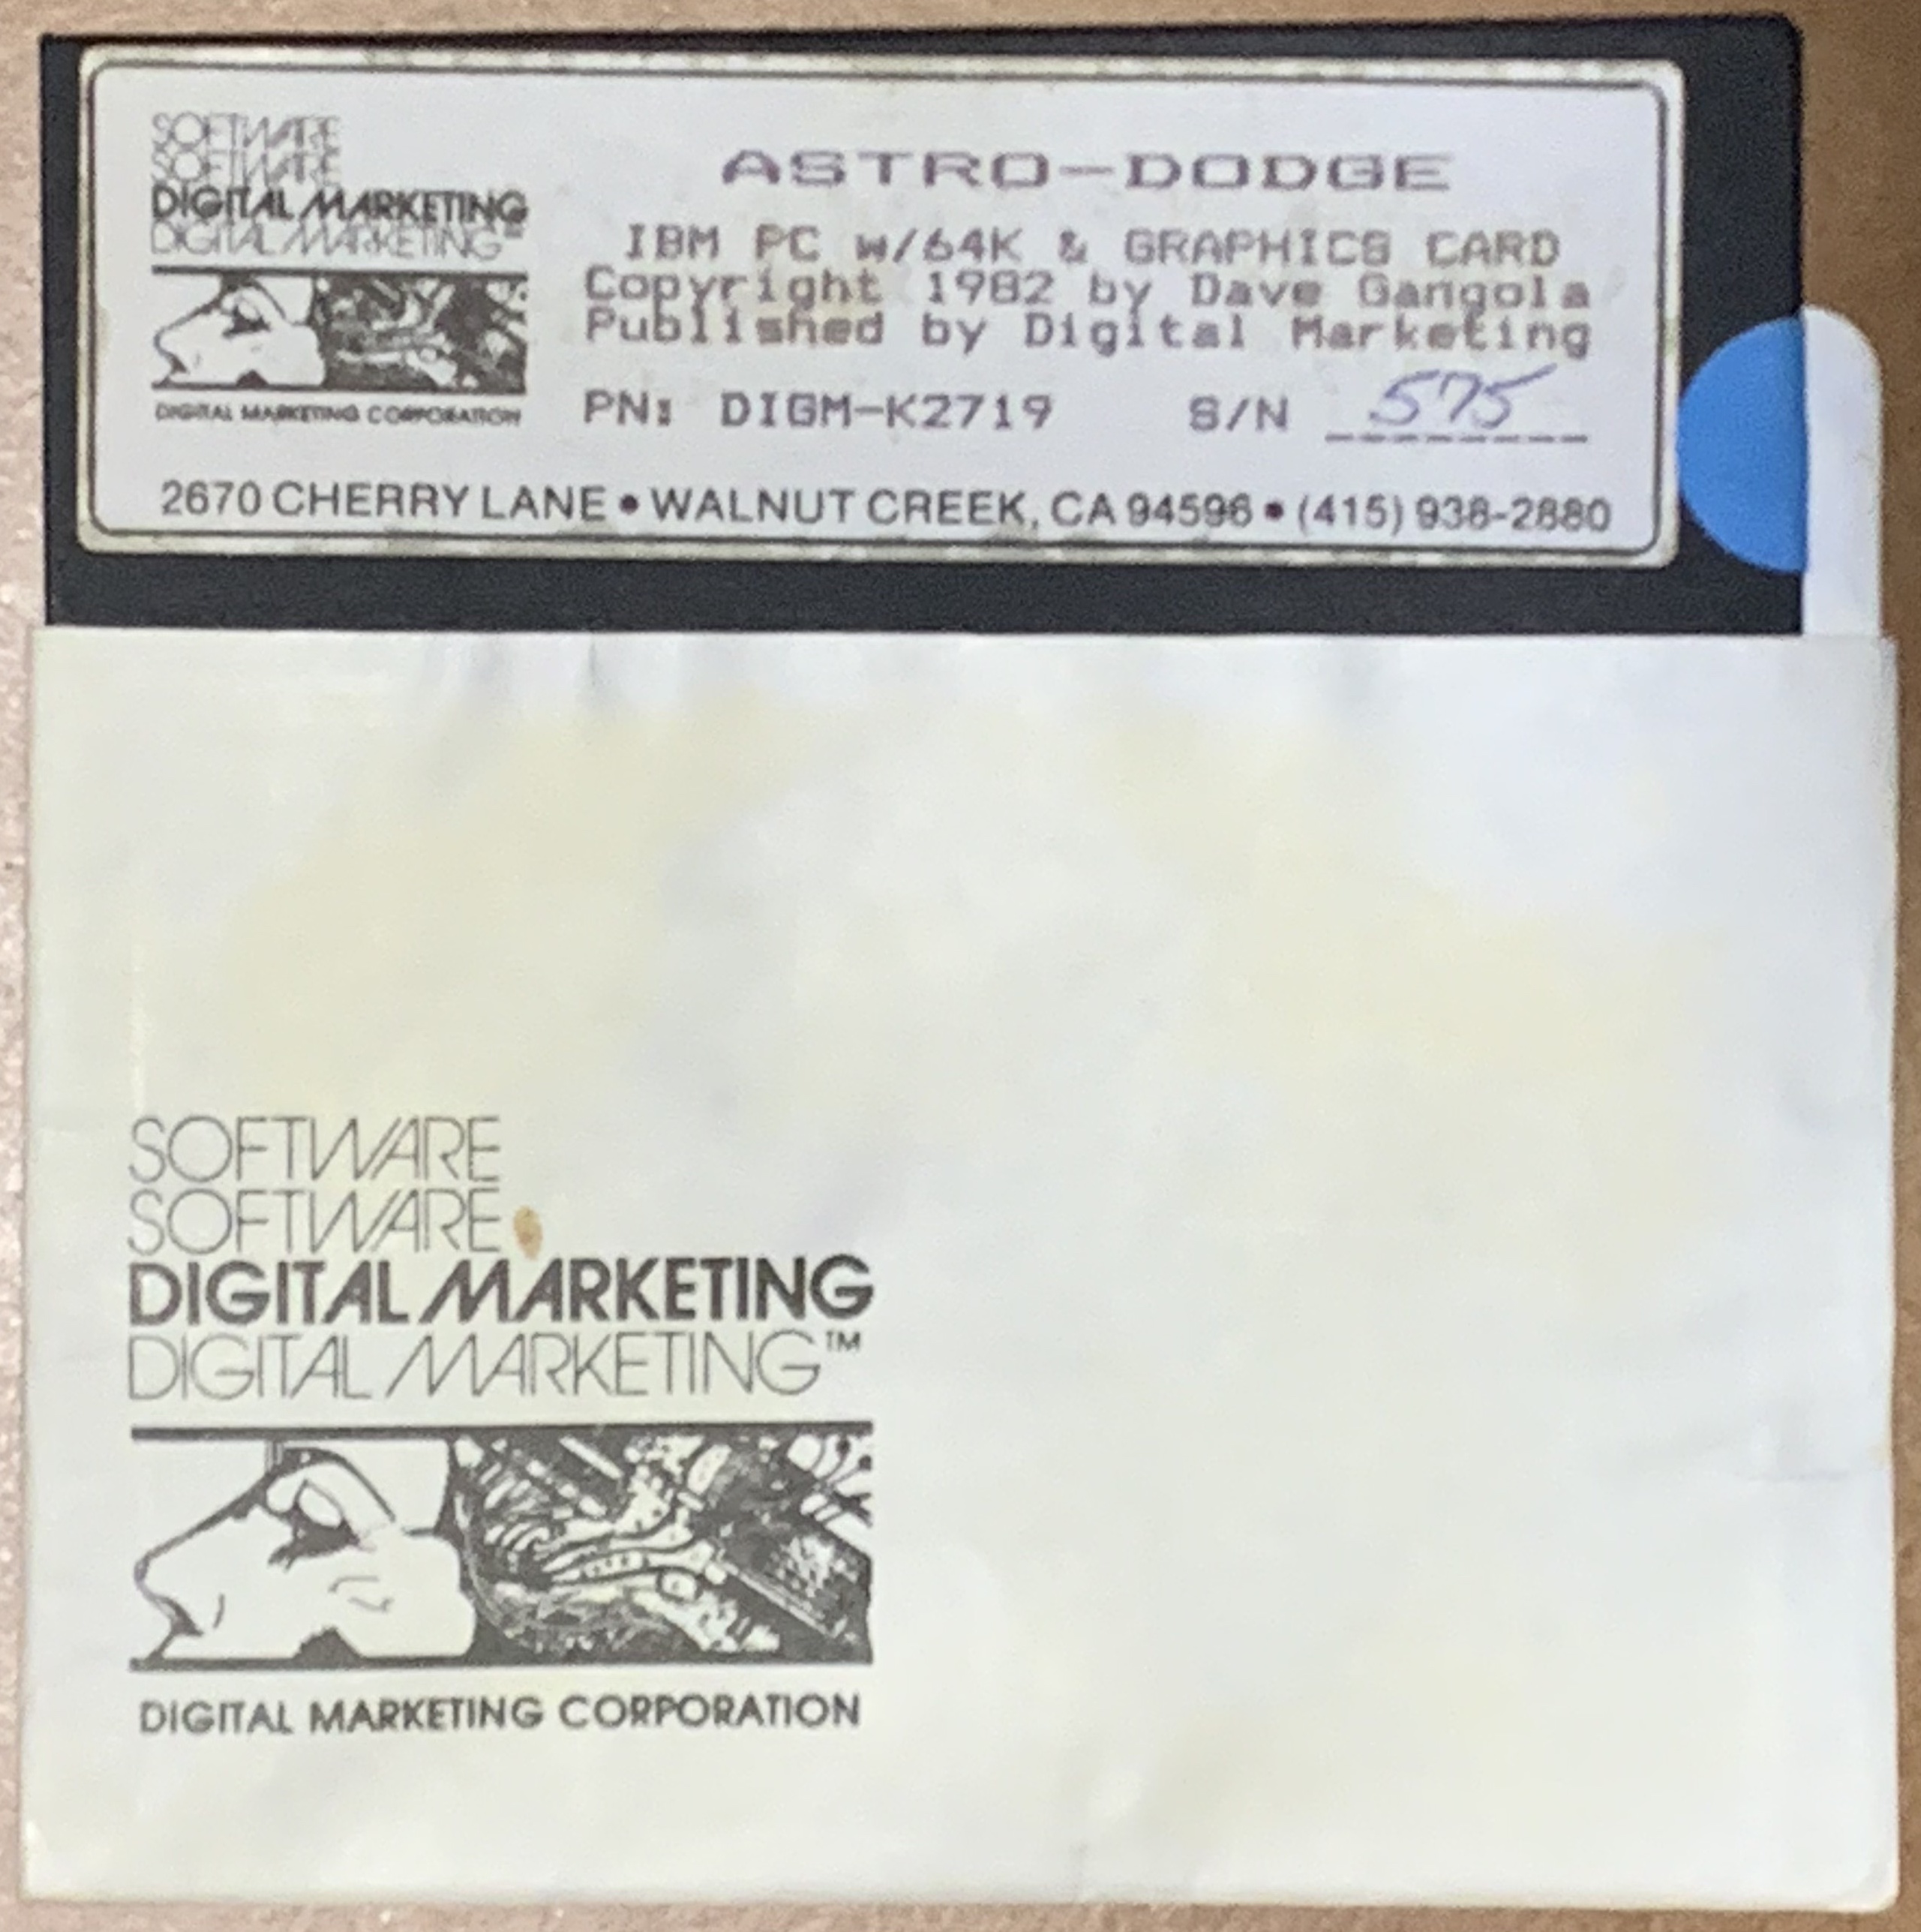 SOFTWARE
SOFTWARE
DIGITAL MARKETING
DIGITAL MARKETING™
DIGITAL MARKETING CORPORATION
ASTRO-DODGE
IBM PC w/64K & GRAPHICS CARD
Copyright 1982 by Dave Gangola
Published by Digital Marketing
PN: DIGM-K2719 S/N 575
2670 CHERRY LANE • WALNUT CREEK, CA 94596 • (415) 938-2880
SOFTWARE
SOFTWARE
DIGITAL MARKETING
DIGITAL MARKETING™
DIGITAL MARKETING CORPORATION